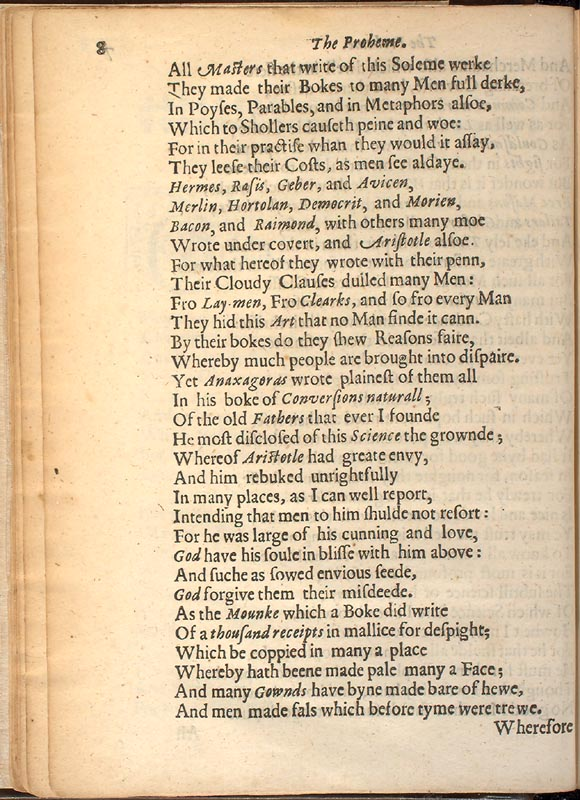 8 The Proheme.
All Maſters that write of this Soleme werke
They made their Bokes to many Men full derke,
In Poyſes, Parables, and in Metaphors alſoe,
Which to Shollers cauſeth peine and woe:
For in their practiſe whan they would it aſſay,
They leeſe their Coſts, as men ſee aldaye.
Hermes, Raſis, Geber, and Avicen,
Merlin, Hortolan, Democrit, and Morien,
Bacon, and Raimond, with others many moe
Wrote under covert, and Ariſtotle alſoe.
For what hereof they wrote with their penn,
Their Cloudy Clauſes duiled many Men:
Fro Lay-men, Fro Clearks, and ſo fro every Man
They hid this Art that no Man finde it cann.
By their bokes do they ſhew Reaſons faire,
Whereby much people are brought into diſpaire.
Yet Anaxagoras wrote plaineſt of them all
In his boke of Converſions naturall;
Of the old Fathers that ever I founde
He moſt diſcloſed of this Science the grownde;
Whereof Ariſtotle had greate envy,
And him rebuked unrightfully
In many places, as I can well report,
Intending that men to him ſhulde not reſort:
For he was large of his cunning and love,
God have his ſoule in bliſſe with him above:
And ſuche as ſowed envious ſeede,
God forgive them their miſdeede.
As the Mounke which a Boke did write
Of a thouſand receipts in mallice for deſpight;
Which be coppied in many a place
Whereby hath beene made pale many a Face;
And many Gownds have byne made bare of hewe,
And men made fals which before tyme were trewe.
Wherefore